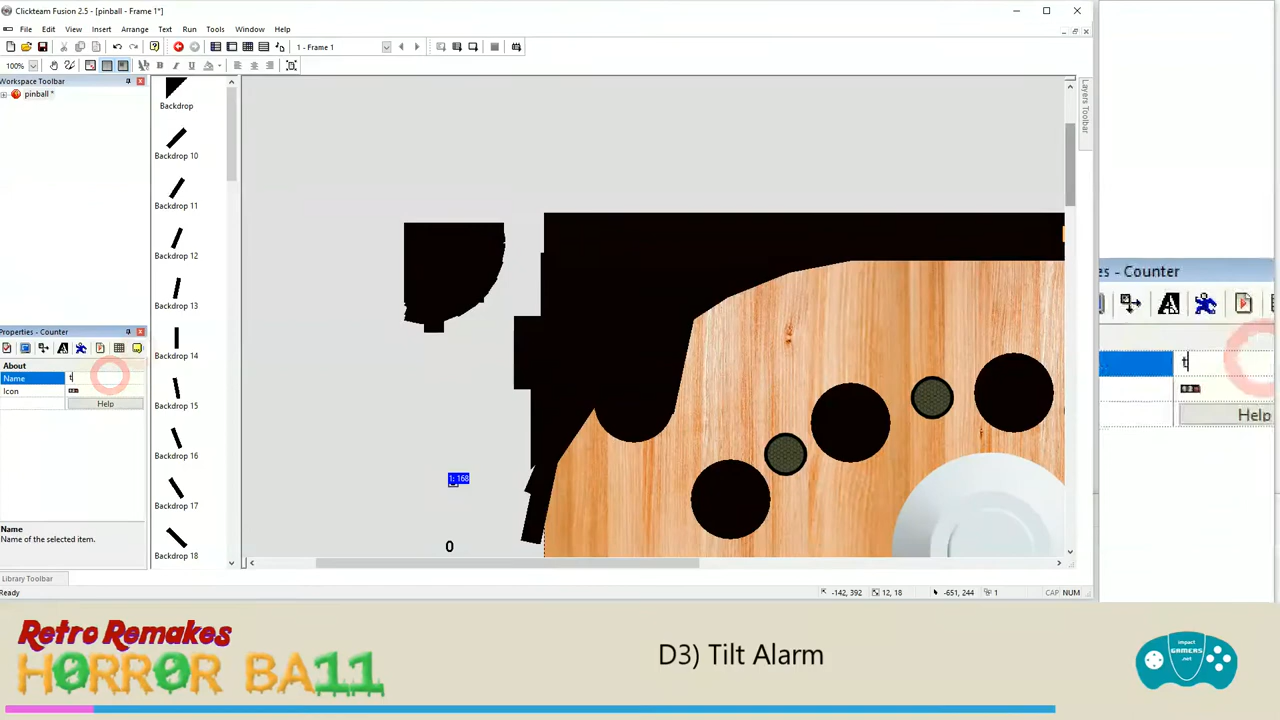 Clickteam Fusion 2.5 - [pinball - Frame 1*]
File Edit View Insert Arrange Text Run Tools Window Help
1 - Frame 1
100%
Workspace Toolbar
pinball *
Backdrop
Backdrop 10
Backdrop 11
Backdrop 12
Backdrop 13
Backdrop 14
Backdrop 15
Backdrop 16
Backdrop 17
Backdrop 18
Layers Toolbar
Properties - Counter
About
Name t
Icon
Help
Name
Name of the selected item.
Library Toolbar
Ready
1: 168
0
-142, 392
12, 18
-651, 244
1
CAP NUM
es - Counter
t
Help
Retro Remakes
HORROR BA11
D3) Tilt Alarm
impact
GAMERS
.net